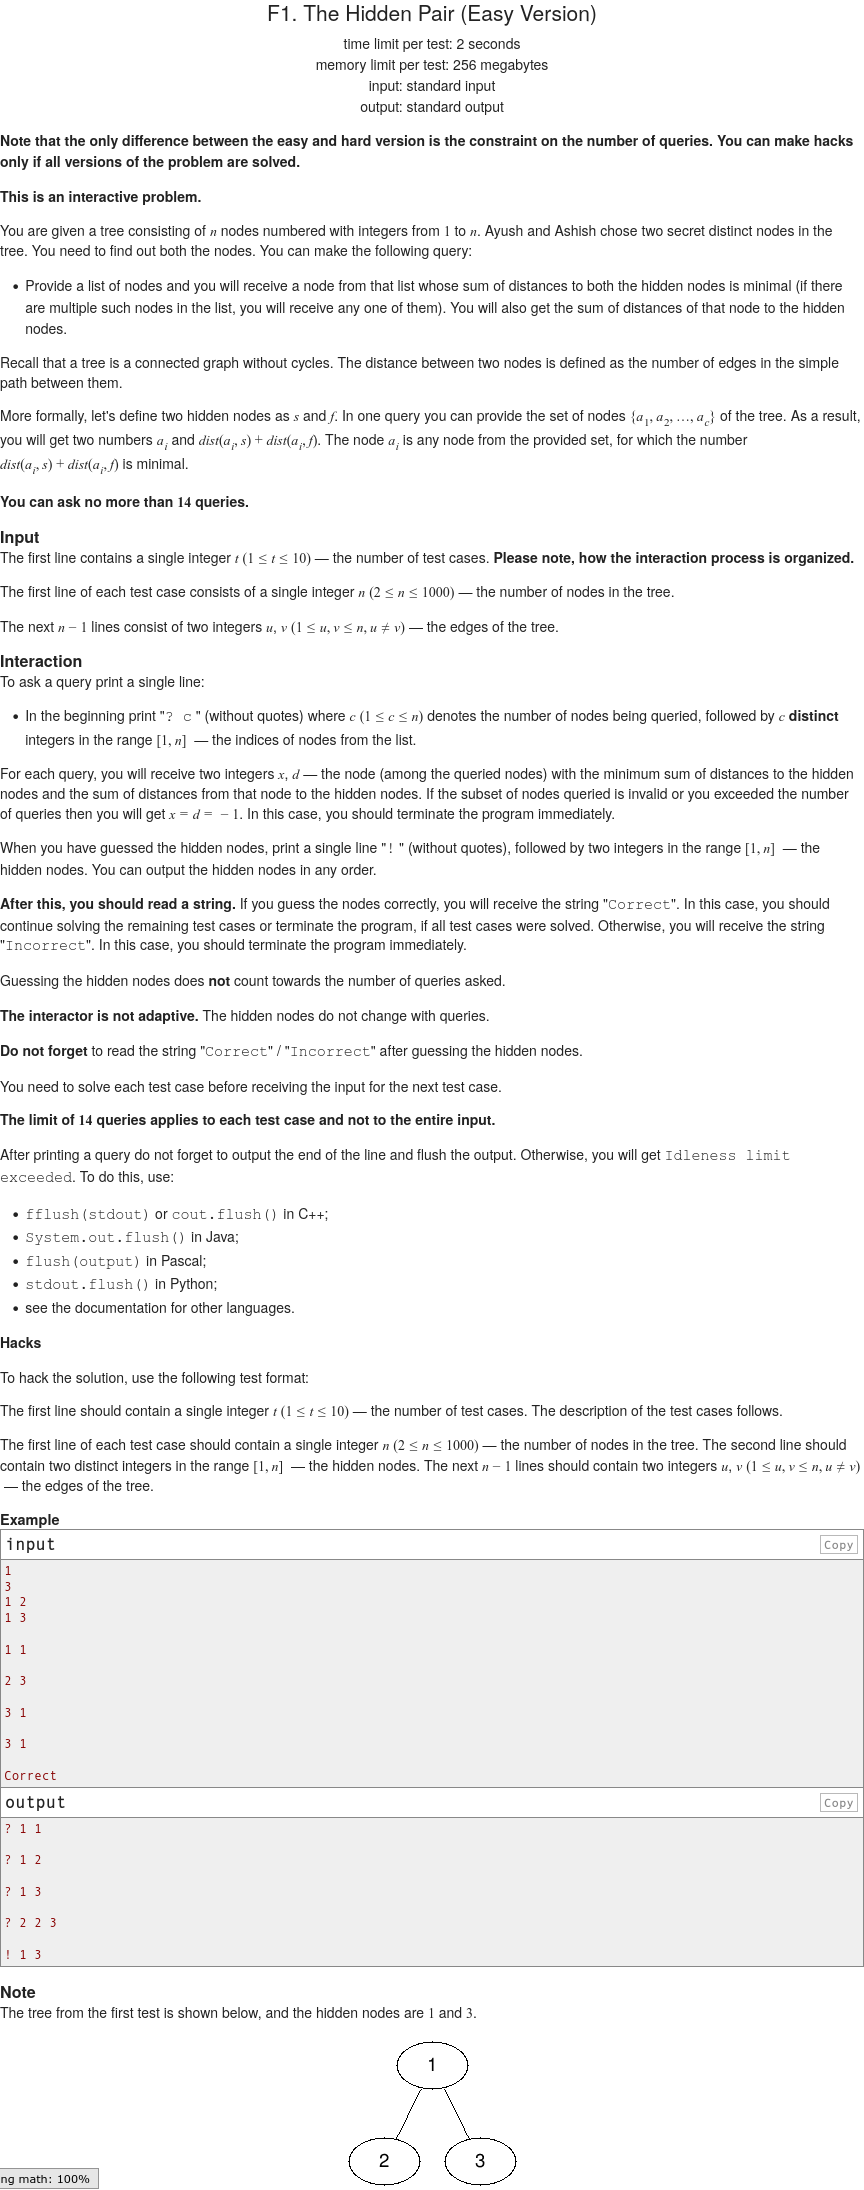 F1. The Hidden Pair (Easy Version)
time limit per test: 2 seconds
memory limit per test: 256 megabytes
input: standard input
output: standard output
Note that the only difference between the easy and hard version is the constraint on the number of queries. You can make hacks
only if all versions of the problem are solved.
This is an interactive problem.
You are given a tree consisting of n nodes numbered with integers from 1 to n. Ayush and Ashish chose two secret distinct nodes in the
tree. You need to find out both the nodes. You can make the following query:
• Provide a list of nodes and you will receive a node from that list whose sum of distances to both the hidden nodes is minimal (if there
are multiple such nodes in the list, you will receive any one of them). You will also get the sum of distances of that node to the hidden
nodes.
Recall that a tree is a connected graph without cycles. The distance between two nodes is defined as the number of edges in the simple
path between them.
More formally, let's define two hidden nodes as s and f. In one query you can provide the set of nodes {a1, a2, …, ac} of the tree. As a result,
you will get two numbers ai and dist(ai, s) + dist(ai, f). The node ai is any node from the provided set, for which the number
dist(ai, s) + dist(ai, f) is minimal.
You can ask no more than 14 queries.
Input
The first line contains a single integer t (1 ≤ t ≤ 10) — the number of test cases. Please note, how the interaction process is organized.
The first line of each test case consists of a single integer n (2 ≤ n ≤ 1000) — the number of nodes in the tree.
The next n − 1 lines consist of two integers u, v (1 ≤ u, v ≤ n, u ≠ v) — the edges of the tree.
Interaction
To ask a query print a single line:
• In the beginning print "? c " (without quotes) where c (1 ≤ c ≤ n) denotes the number of nodes being queried, followed by c distinct
integers in the range [1, n] — the indices of nodes from the list.
For each query, you will receive two integers x, d — the node (among the queried nodes) with the minimum sum of distances to the hidden
nodes and the sum of distances from that node to the hidden nodes. If the subset of nodes queried is invalid or you exceeded the number
of queries then you will get x = d = − 1. In this case, you should terminate the program immediately.
When you have guessed the hidden nodes, print a single line "! " (without quotes), followed by two integers in the range [1, n] — the
hidden nodes. You can output the hidden nodes in any order.
After this, you should read a string. If you guess the nodes correctly, you will receive the string "Correct". In this case, you should
continue solving the remaining test cases or terminate the program, if all test cases were solved. Otherwise, you will receive the string
"Incorrect". In this case, you should terminate the program immediately.
Guessing the hidden nodes does not count towards the number of queries asked.
The interactor is not adaptive. The hidden nodes do not change with queries.
Do not forget to read the string "Correct" / "Incorrect" after guessing the hidden nodes.
You need to solve each test case before receiving the input for the next test case.
The limit of 14 queries applies to each test case and not to the entire input.
After printing a query do not forget to output the end of the line and flush the output. Otherwise, you will get Idleness limit
exceeded. To do this, use:
• fflush(stdout) or cout.flush() in C++;
• System.out.flush() in Java;
• flush(output) in Pascal;
• stdout.flush() in Python;
• see the documentation for other languages.
Hacks
To hack the solution, use the following test format:
The first line should contain a single integer t (1 ≤ t ≤ 10) — the number of test cases. The description of the test cases follows.
The first line of each test case should contain a single integer n (2 ≤ n ≤ 1000) — the number of nodes in the tree. The second line should
contain two distinct integers in the range [1, n] — the hidden nodes. The next n − 1 lines should contain two integers u, v (1 ≤ u, v ≤ n, u ≠ v)
— the edges of the tree.
Example
input Copy
1
3
1 2
1 3
1 1
2 3
3 1
3 1
Correct
output Copy
? 1 1
? 1 2
? 1 3
? 2 2 3
! 1 3
Note
The tree from the first test is shown below, and the hidden nodes are 1 and 3.
1
2 3
ng math: 100%